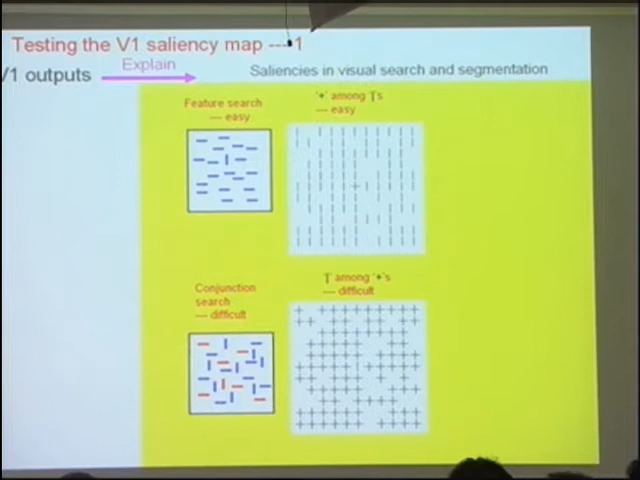 Testing the V1 saliency map ---1
V1 outputs
Explain
Saliencies in visual search and segmentation
Feature search
--- easy
'+' among '|'s
--- easy
Conjunction
search
--- difficult
'|' among '+'s
--- difficult